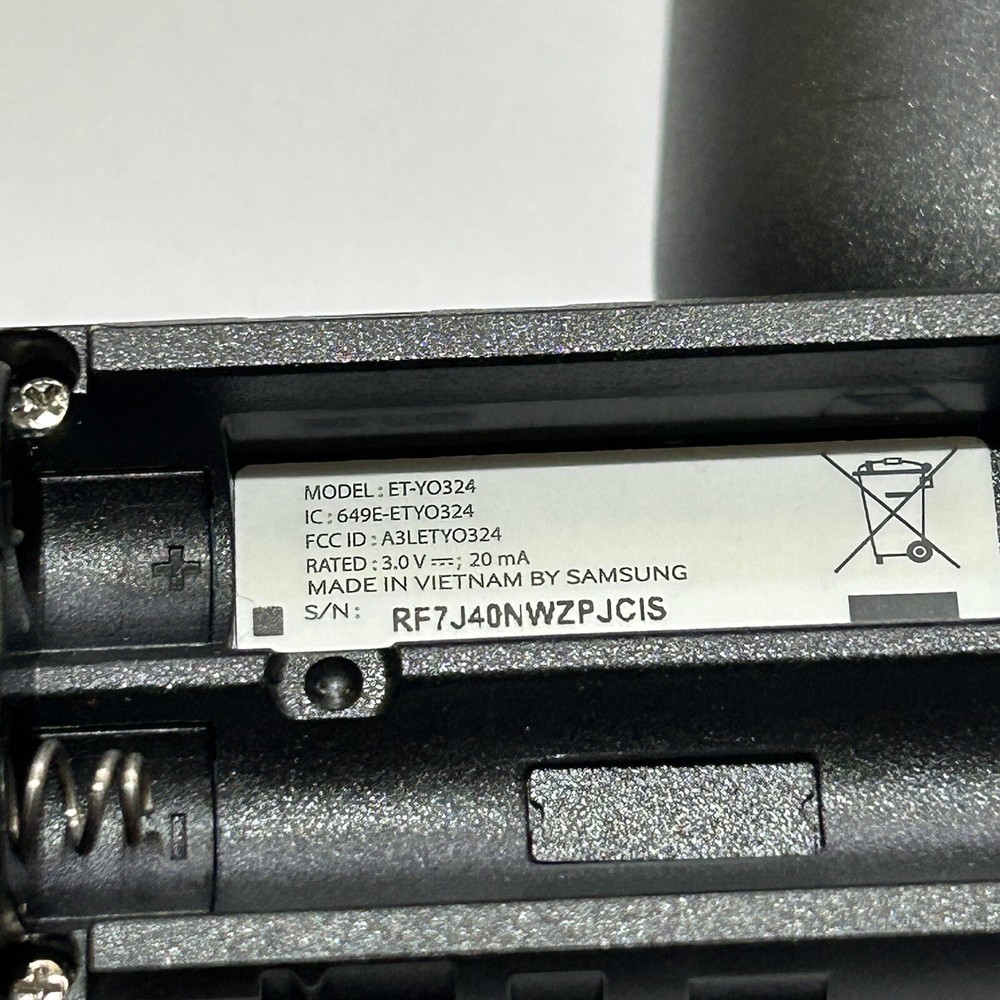 MODEL : ET-YO324
IC : 649E-ETYO324
FCC ID : A3LETYO324
RATED : 3.0 V ⎓; 20 mA
MADE IN VIETNAM BY SAMSUNG
S/N : RF7J40NWZPJCIS
+
-